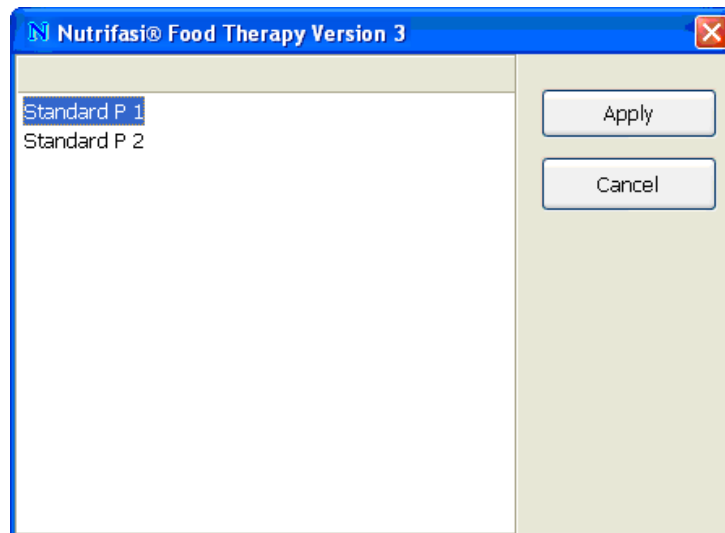 N Nutrifasi® Food Therapy Version 3
Standard P 1
Standard P 2
Apply
Cancel